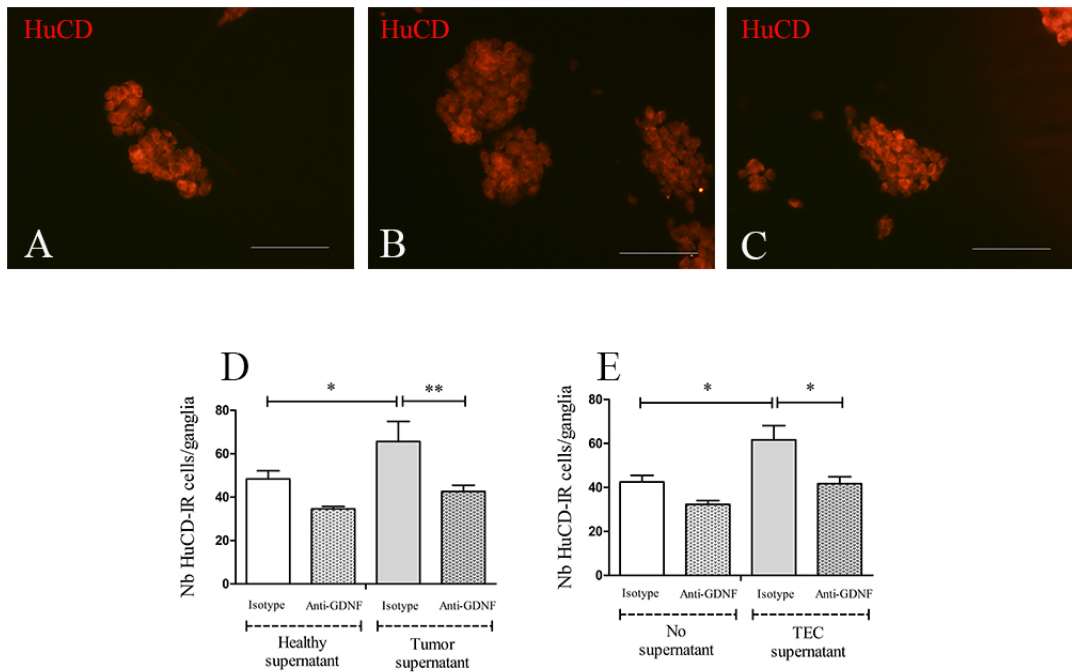 HuCD
HuCD
HuCD
A
B
C
D
Nb HuCD-IR cells/ganglia
80
60
40
20
0
*
**
Isotype
Anti-GDNF
Isotype
Anti-GDNF
Healthy
supernatant
Tumor
supernatant
E
Nb HuCD-IR cells/ganglia
80
60
40
20
0
*
*
Isotype
Anti-GDNF
Isotype
Anti-GDNF
No
supernatant
TEC
supernatant